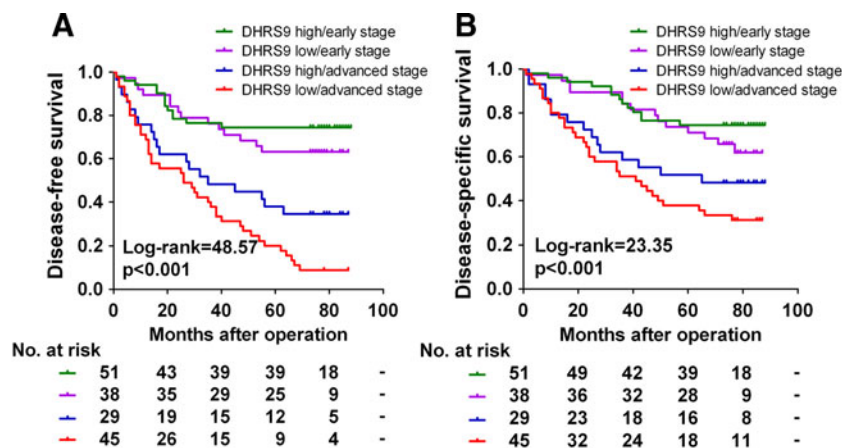 A
DHRS9 high/early stage
DHRS9 low/early stage
DHRS9 high/advanced stage
DHRS9 low/advanced stage
Disease-free survival
1.0
0.8
0.6
0.4
0.2
0.0
Log-rank=48.57
p<0.001
0 20 40 60 80 100
Months after operation
No. at risk
51 43 39 39 18 -
38 35 29 25 9 -
29 19 15 12 5 -
45 26 15 9 4 -
B
DHRS9 high/early stage
DHRS9 low/early stage
DHRS9 high/advanced stage
DHRS9 low/advanced stage
Disease-specific survival
1.0
0.8
0.6
0.4
0.2
0.0
Log-rank=23.35
p<0.001
0 20 40 60 80 100
Months after operation
No. at risk
51 49 42 39 18 -
38 36 32 28 9 -
29 23 18 16 8 -
45 32 24 18 11 -